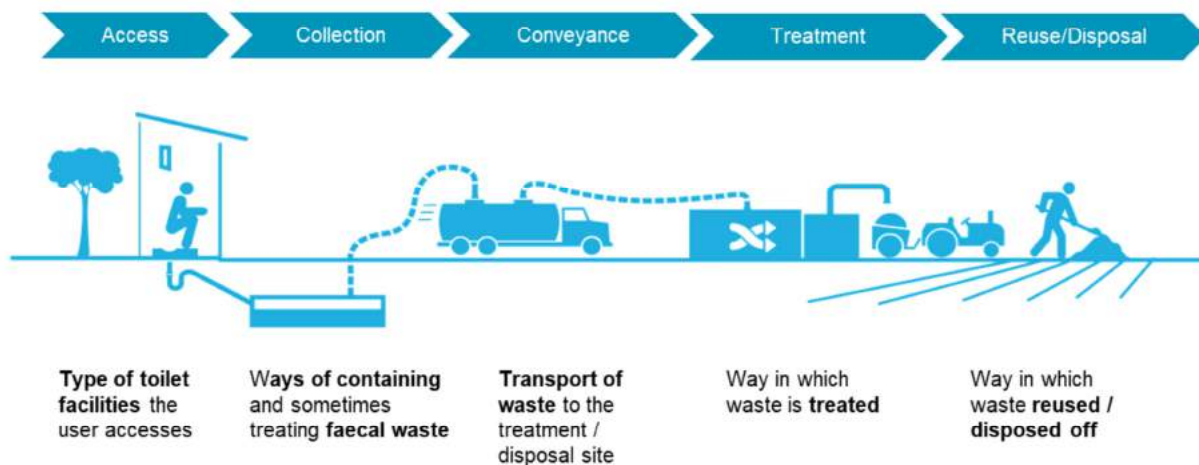 Access
Collection
Conveyance
Treatment
Reuse/Disposal
Type of toilet
facilities the
user accesses
Ways of containing
and sometimes
treating faecal waste
Transport of
waste to the
treatment /
disposal site
Way in which
waste is treated
Way in which
waste reused /
disposed off